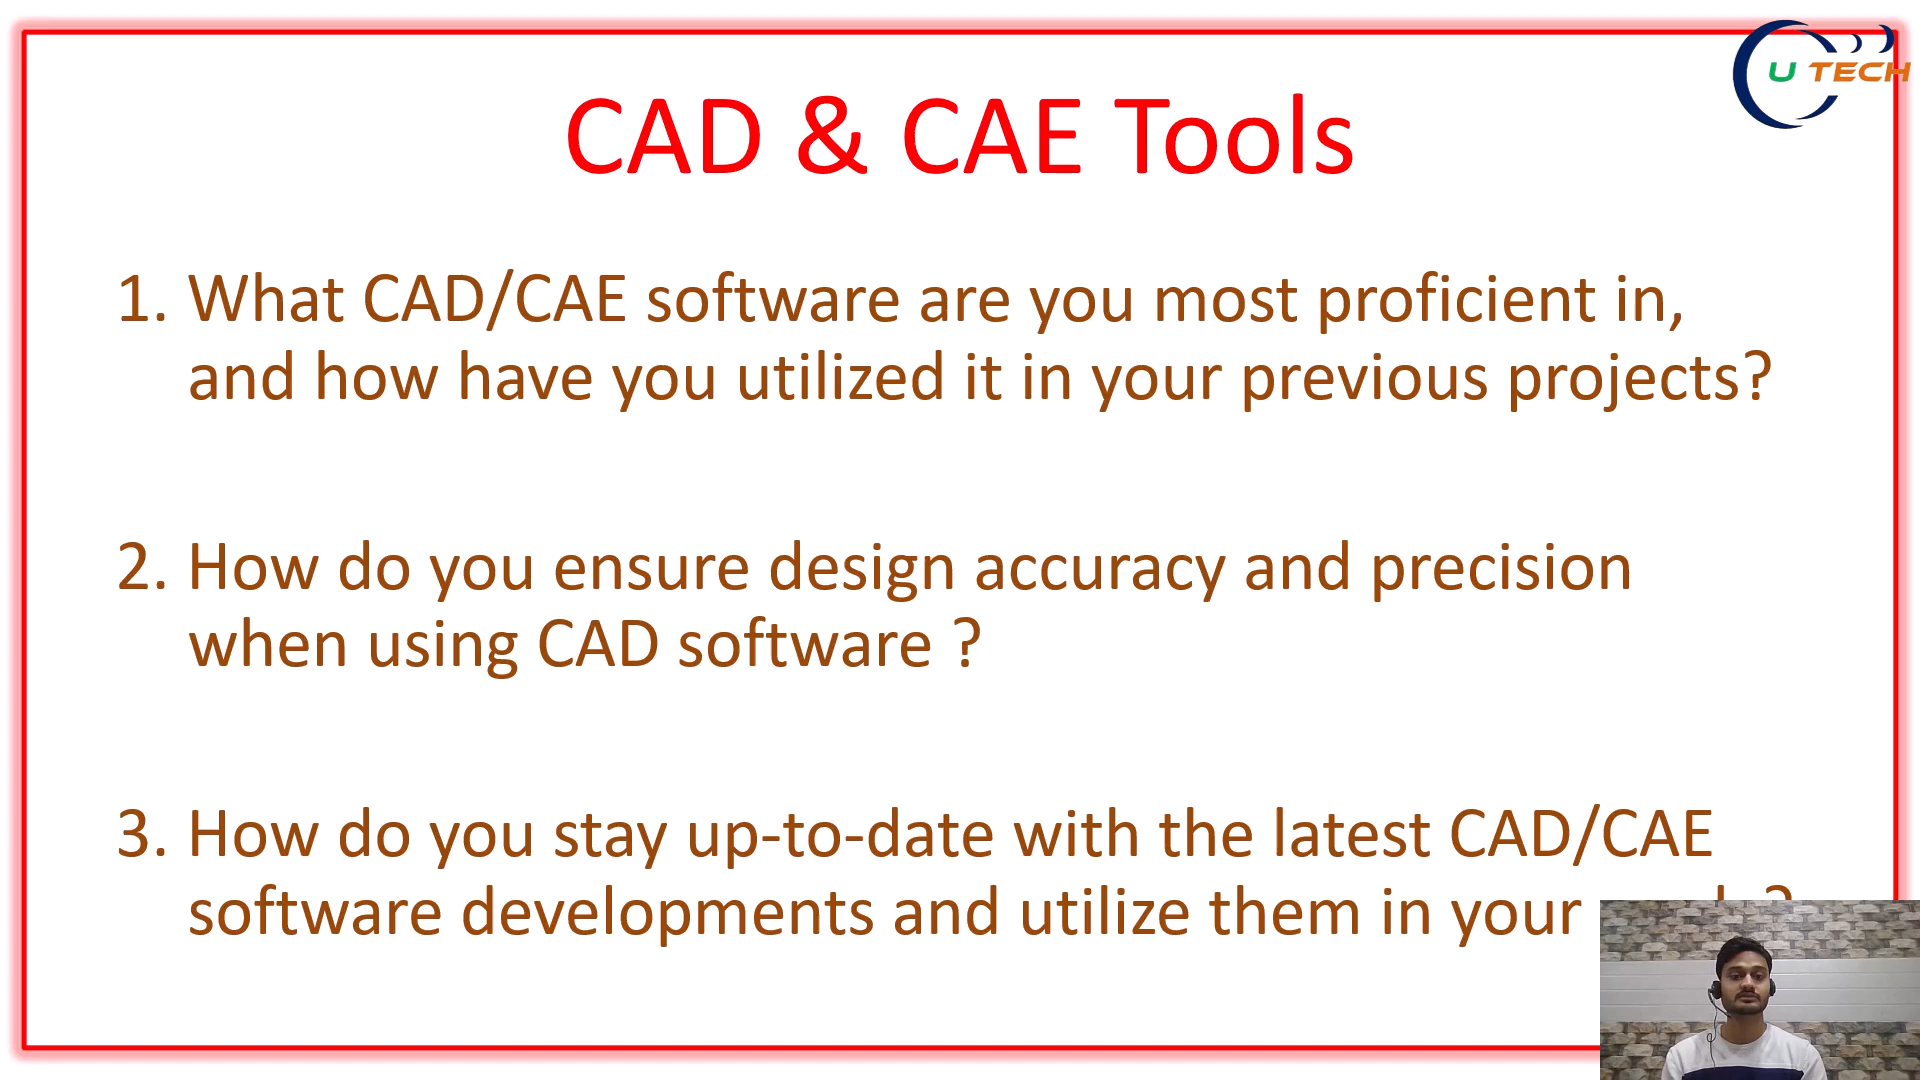 U TECH
CAD & CAE Tools
1. What CAD/CAE software are you most proficient in,
and how have you utilized it in your previous projects?
2. How do you ensure design accuracy and precision
when using CAD software ?
3. How do you stay up-to-date with the latest CAD/CAE
software developments and utilize them in your ?